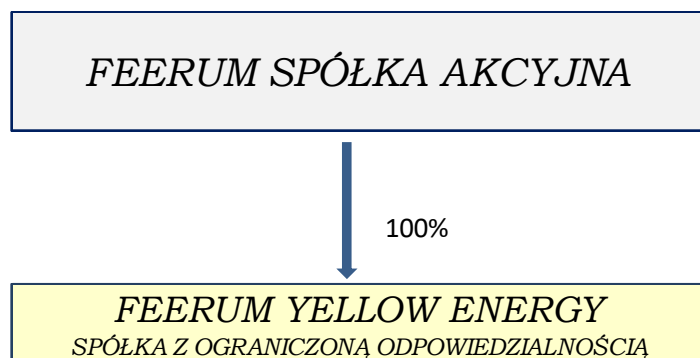 FEERUM SPÓŁKA AKCYJNA
100%
FEERUM YELLOW ENERGY
SPÓŁKA Z OGRANICZONĄ ODPOWIEDZIALNOŚCIĄ